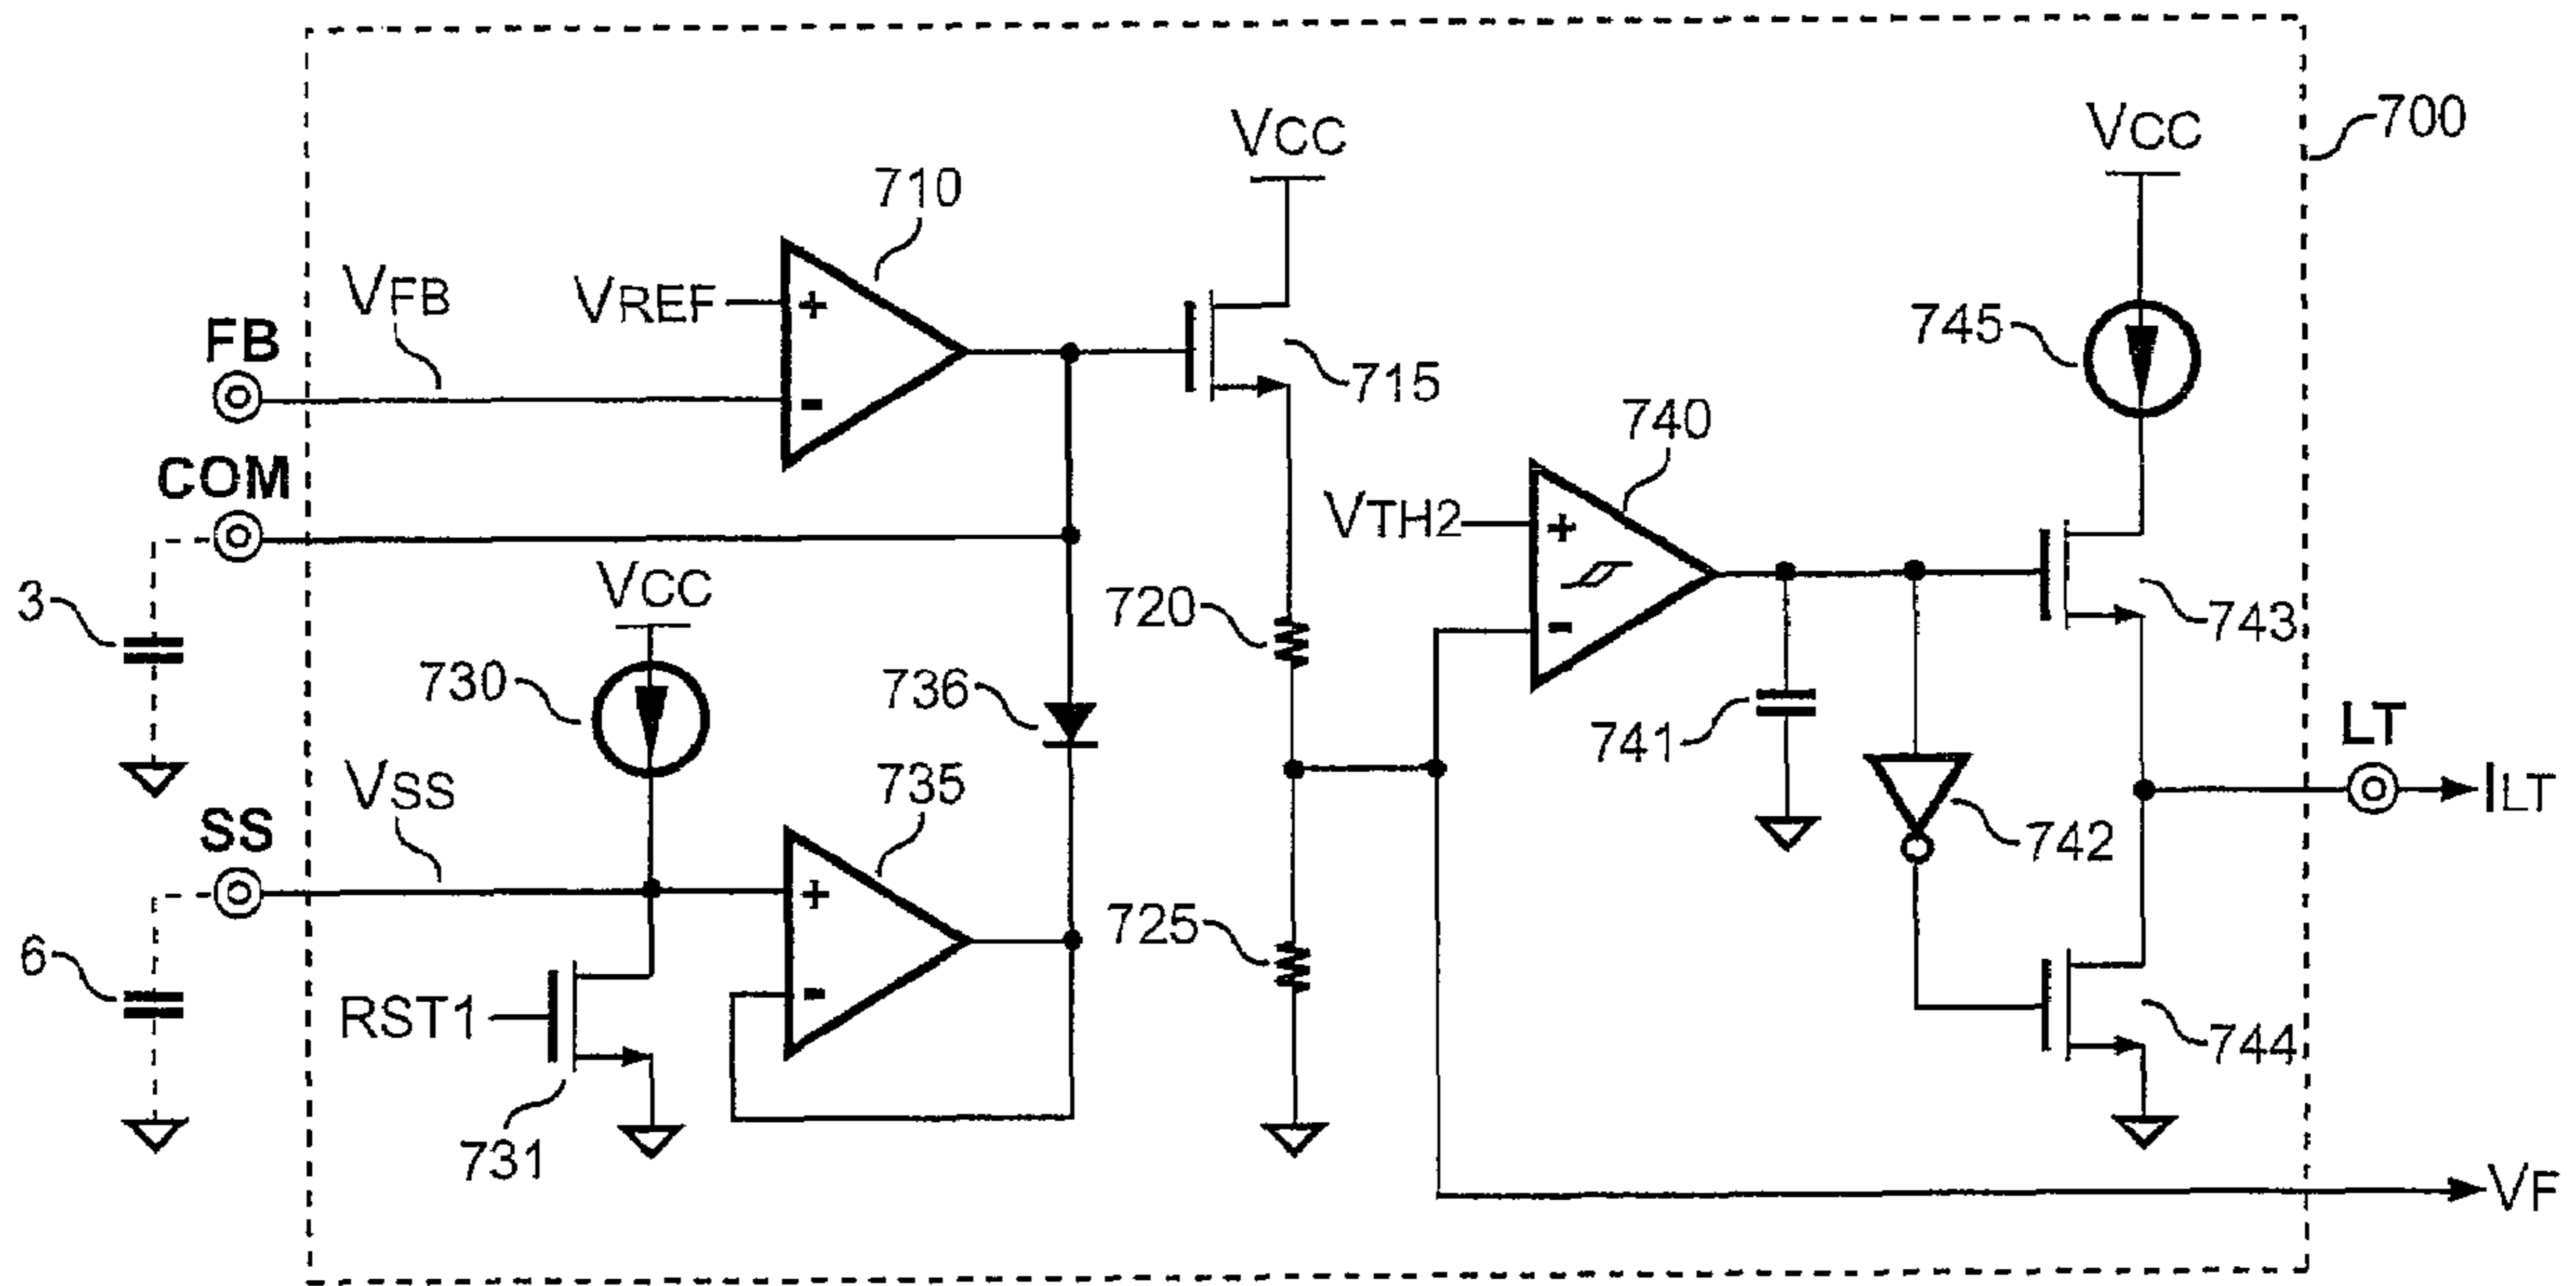 700
VCC
VCC
710
VFB
VREF
FB
745
715
740
COM
VTH2
VCC
3
720
743
730
736
741
LT
VSS
735
ILT
SS
742
725
6
RST1
744
731
VF
+
-
+
-
+
-